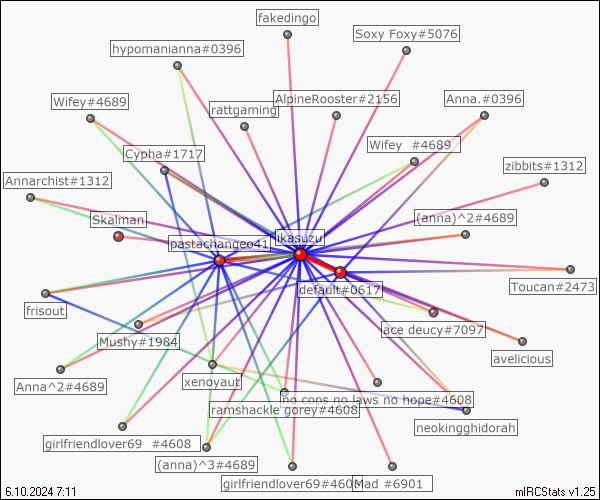 fakedingo
Soxy Foxy#5076
hypomanianna#0396
Wifey#4689
rattgaming
AlpineRooster#2156
Anna.#0396
Cypha#1717
Wifey  #4689
zibbits#1312
Annarchist#1312
Skalman
(anna)^2#4689
pastachangeo41
ikasuzu
default#0617
Toucan#2473
frisout
Mushy#1984
ace deucy#7097
avelicious
Anna^2#4689
xenoyaut
no cops no laws no hope#4608
ramshackle gorey#4608
neokingghidorah
girlfriendlover69  #4608
(anna)^3#4689
girlfriendlover69#4608
Mad #6901
6.10.2024 7:11
mIRCStats v1.25